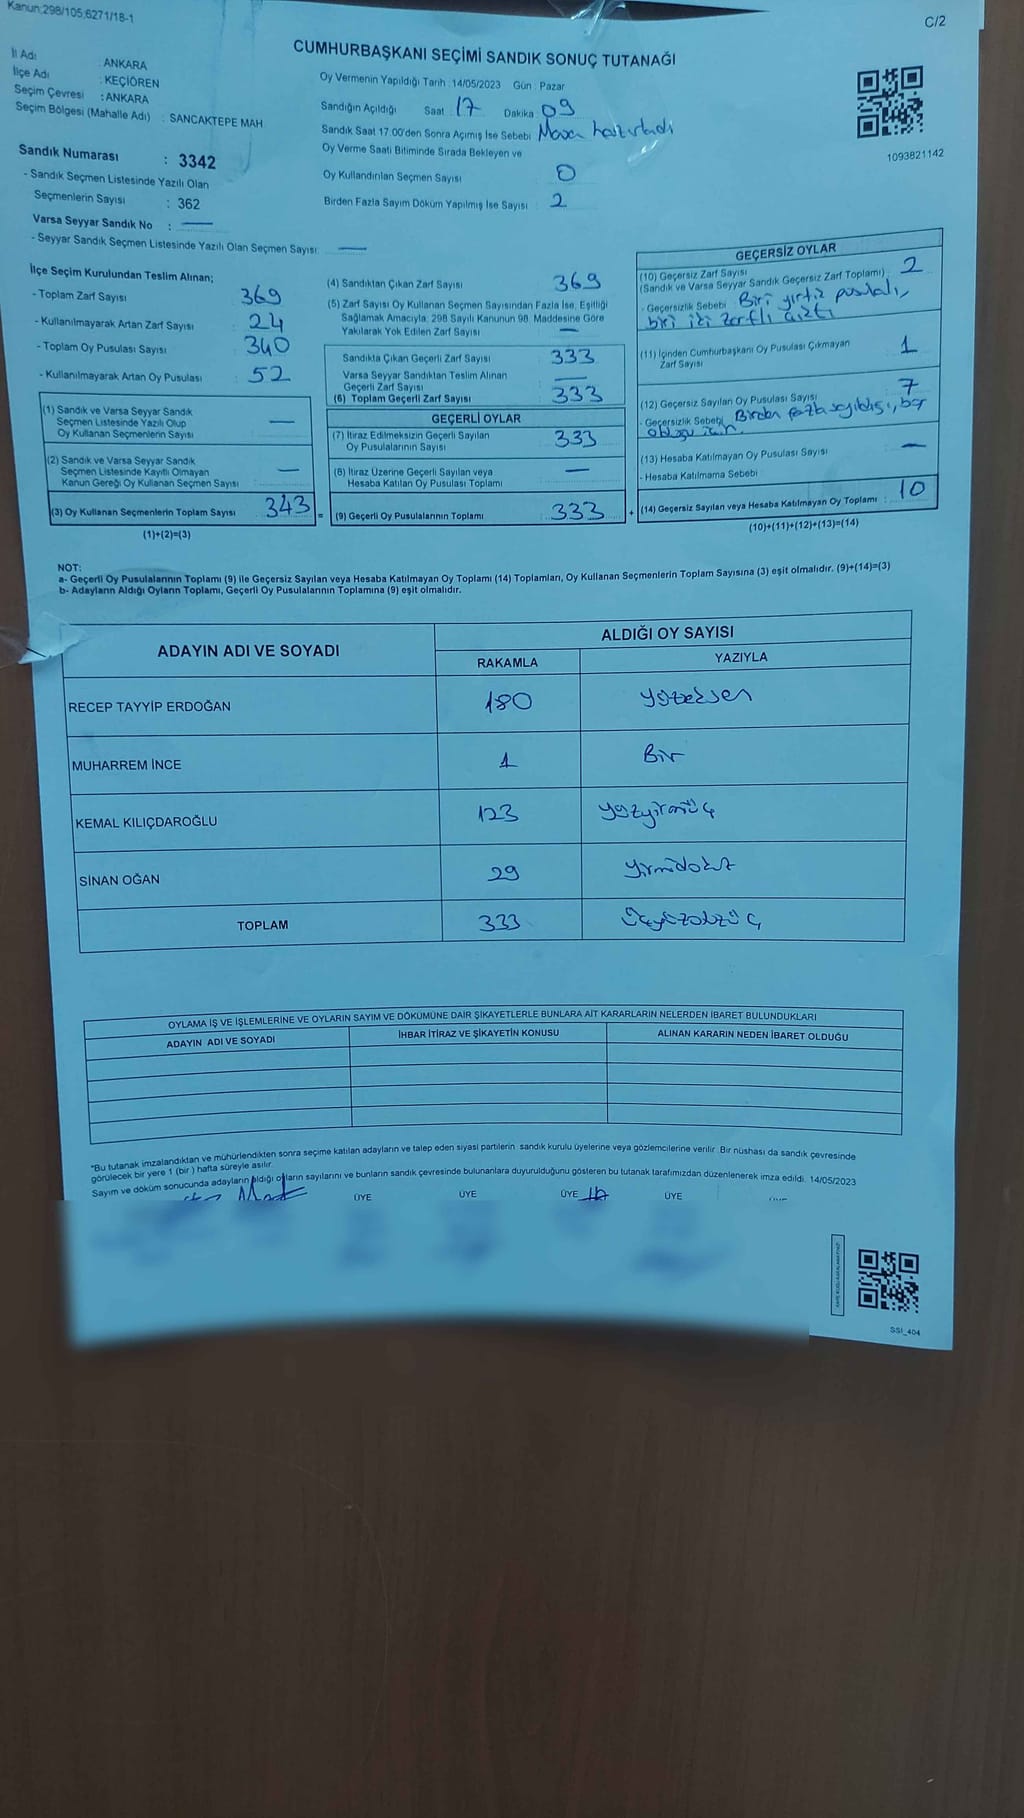 Kanun;298/105;6271/18-1
C/2
CUMHURBAŞKANI SEÇİMİ SANDIK SONUÇ TUTANAĞI
İl Adı : ANKARA
İlçe Adı : KEÇİÖREN
Seçim Çevresi : ANKARA
Seçim Bölgesi (Mahalle Adı) : SANCAKTEPE MAH
Oy Vermenin Yapıldığı Tarih : 14/05/2023 Gün : Pazar
Sandığın Açıldığı Saat : 17 Dakika : 09
Sandık Saat 17.00'den Sonra Açımış İse Sebebi : Masa hazırladı
Oy Verme Saati Bitiminde Sırada Bekleyen ve
Oy Kullandırılan Seçmen Sayısı : 0
Birden Fazla Sayım Döküm Yapılmış İse Sayısı : 2
1093821142
Sandık Numarası : 3342
- Sandık Seçmen Listesinde Yazılı Olan
Seçmenlerin Sayısı : 362
Varsa Seyyar Sandık No : —
- Seyyar Sandık Seçmen Listesinde Yazılı Olan Seçmen Sayısı: —
İlçe Seçim Kurulundan Teslim Alınan;
- Toplam Zarf Sayısı : 369
- Kullanılmayarak Artan Zarf Sayısı : 24
- Toplam Oy Pusulası Sayısı : 340
- Kullanılmayarak Artan Oy Pusulası : 52
(1) Sandık ve Varsa Seyyar Sandık
Seçmen Listesinde Yazılı Olup
Oy Kullanan Seçmenlerin Sayısı : —
(2) Sandık ve Varsa Seyyar Sandık
Seçmen Listesinde Kayıtlı Olmayan
Kanun Gereği Oy Kullanan Seçmen Sayısı : —
(3) Oy Kullanan Seçmenlerin Toplam Sayısı : 343
(1)+(2)=(3)
(4) Sandıktan Çıkan Zarf Sayısı : 369
(5) Zarf Sayısı Oy Kullanan Seçmen Sayısından Fazla İse, Eşitliği
Sağlamak Amacıyla, 298 Sayılı Kanunun 98. Maddesine Göre
Yakılarak Yok Edilen Zarf Sayısı : —
Sandıkta Çıkan Geçerli Zarf Sayısı : 333
Varsa Seyyar Sandıktan Teslim Alınan
Geçerli Zarf Sayısı : —
(6) Toplam Geçerli Zarf Sayısı : 333
GEÇERLİ OYLAR
(7) İtiraz Edilmeksizin Geçerli Sayılan
Oy Pusulalarının Sayısı : 333
(8) İtiraz Üzerine Geçerli Sayılan veya
Hesaba Katılan Oy Pusulası Toplamı : —
= (9) Geçerli Oy Pusulalarının Toplamı : 333
GEÇERSİZ OYLAR
(10) Geçersiz Zarf Sayısı
(Sandık ve Varsa Seyyar Sandık Geçersiz Zarf Toplamı) : 2
- Geçersizlik Sebebi : Biri yırtız pusulalı,
biri iki zarflı çıktı
(11) İçinden Cumhurbaşkanı Oy Pusulası Çıkmayan
Zarf Sayısı : 1
(12) Geçersiz Sayılan Oy Pusulası Sayısı : 7
- Geçersizlik Sebebi : Birden fazla
(13) Hesaba Katılmayan Oy Pusulası Sayısı : —
- Hesaba Katılmama Sebebi :
+ (14) Geçersiz Sayılan veya Hesaba Katılmayan Oy Toplamı : 10
(10)+(11)+(12)+(13)=(14)
NOT:
a- Geçerli Oy Pusulalarının Toplamı (9) ile Geçersiz Sayılan veya Hesaba Katılmayan Oy Toplamı (14) Toplamları, Oy Kullanan Seçmenlerin Toplam Sayısına (3) eşit olmalıdır. (9)+(14)=(3)
b- Adayların Aldığı Oyların Toplamı, Geçerli Oy Pusulalarının Toplamına (9) eşit olmalıdır.
ADAYIN ADI VE SOYADI
ALDIĞI OY SAYISI
RAKAMLA YAZIYLA
RECEP TAYYİP ERDOĞAN 180 Yüzseksen
MUHARREM İNCE 1 Bir
KEMAL KILIÇDAROĞLU 123 Yüzyirmiüç
SİNAN OĞAN 29 Yirmidokuz
TOPLAM 333 Üçyüzotuzüç
OYLAMA İŞ VE İŞLEMLERİNE VE OYLARIN SAYIM VE DÖKÜMÜNE DAİR ŞİKAYETLERLE BUNLARA AİT KARARLARIN NELERDEN İBARET BULUNDUKLARI
ADAYIN ADI VE SOYADI İHBAR İTİRAZ VE ŞİKAYETİN KONUSU ALINAN KARARIN NEDEN İBARET OLDUĞU
*Bu tutanak imzalandıktan ve mühürlendikten sonra seçime katılan adayların ve talep eden siyasi partilerin sandık kurulu üyelerine veya gözlemcilerine verilir. Bir nüshası da sandık çevresinde
görülecek bir yere 1 (bir ) hafta süreyle asılır.
Sayım ve döküm sonucunda adayların aldığı oyların sayılarını ve bunların sandık çevresinde bulunanlara duyurulduğunu gösteren bu tutanak tarafımızdan düzenlenerek imza edildi. 14/05/2023
ÜYE ÜYE ÜYE ÜYE
SSI_404